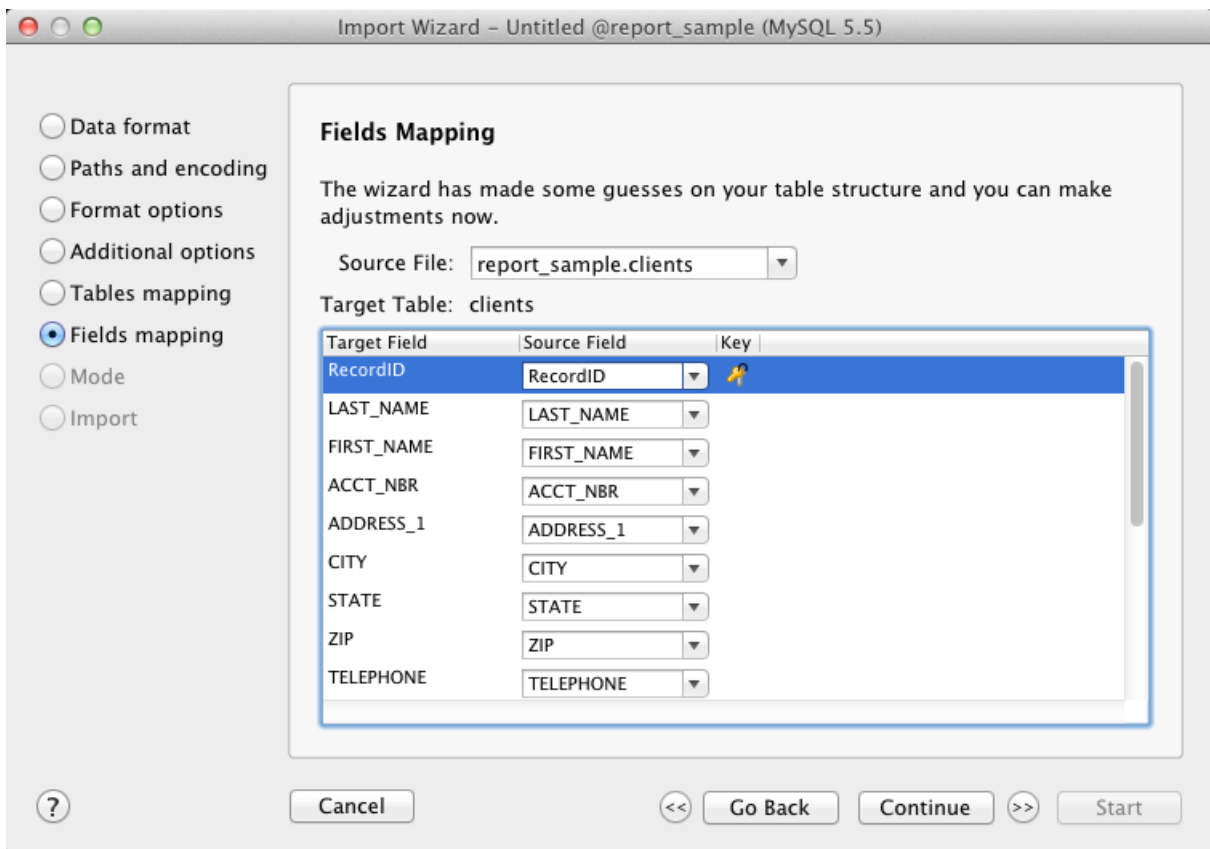 Import Wizard – Untitled @report_sample (MySQL 5.5)
Data format
Paths and encoding
Format options
Additional options
Tables mapping
Fields mapping
Mode
Import
Fields Mapping
The wizard has made some guesses on your table structure and you can make
adjustments now.
Source File: report_sample.clients
Target Table: clients
Target Field Source Field Key
RecordID RecordID
LAST_NAME LAST_NAME
FIRST_NAME FIRST_NAME
ACCT_NBR ACCT_NBR
ADDRESS_1 ADDRESS_1
CITY CITY
STATE STATE
ZIP ZIP
TELEPHONE TELEPHONE
? Cancel << Go Back Continue >> Start